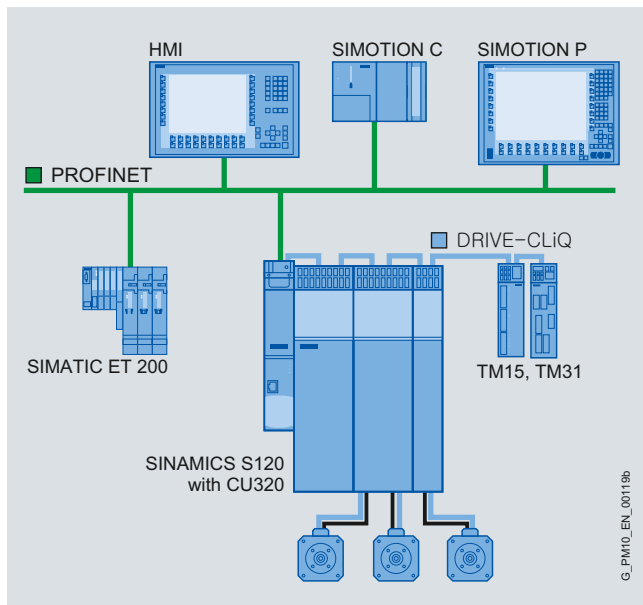 HMI
SIMOTION C
SIMOTION P
PROFINET
DRIVE-CLiQ
SIMATIC ET 200
TM15, TM31
SINAMICS S120
with CU320
G_PM10_EN_00119b